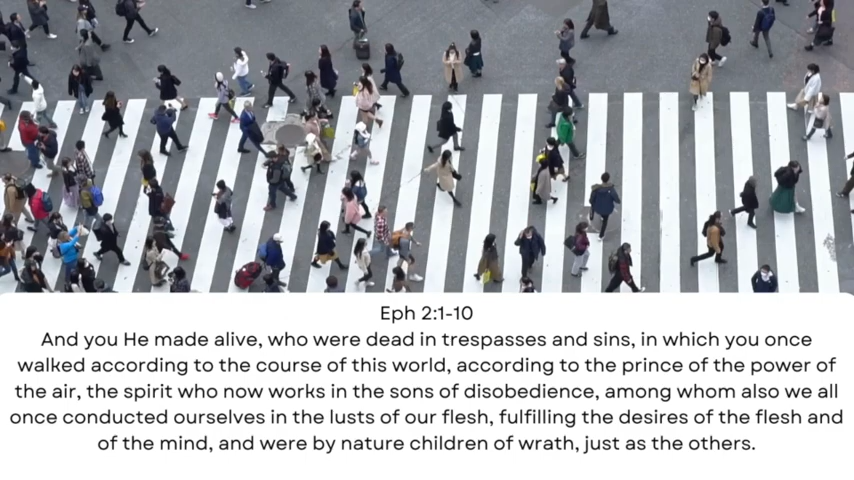 Eph 2:1-10
And you He made alive, who were dead in trespasses and sins, in which you once
walked according to the course of this world, according to the prince of the power of
the air, the spirit who now works in the sons of disobedience, among whom also we all
once conducted ourselves in the lusts of our flesh, fulfilling the desires of the flesh and
of the mind, and were by nature children of wrath, just as the others.